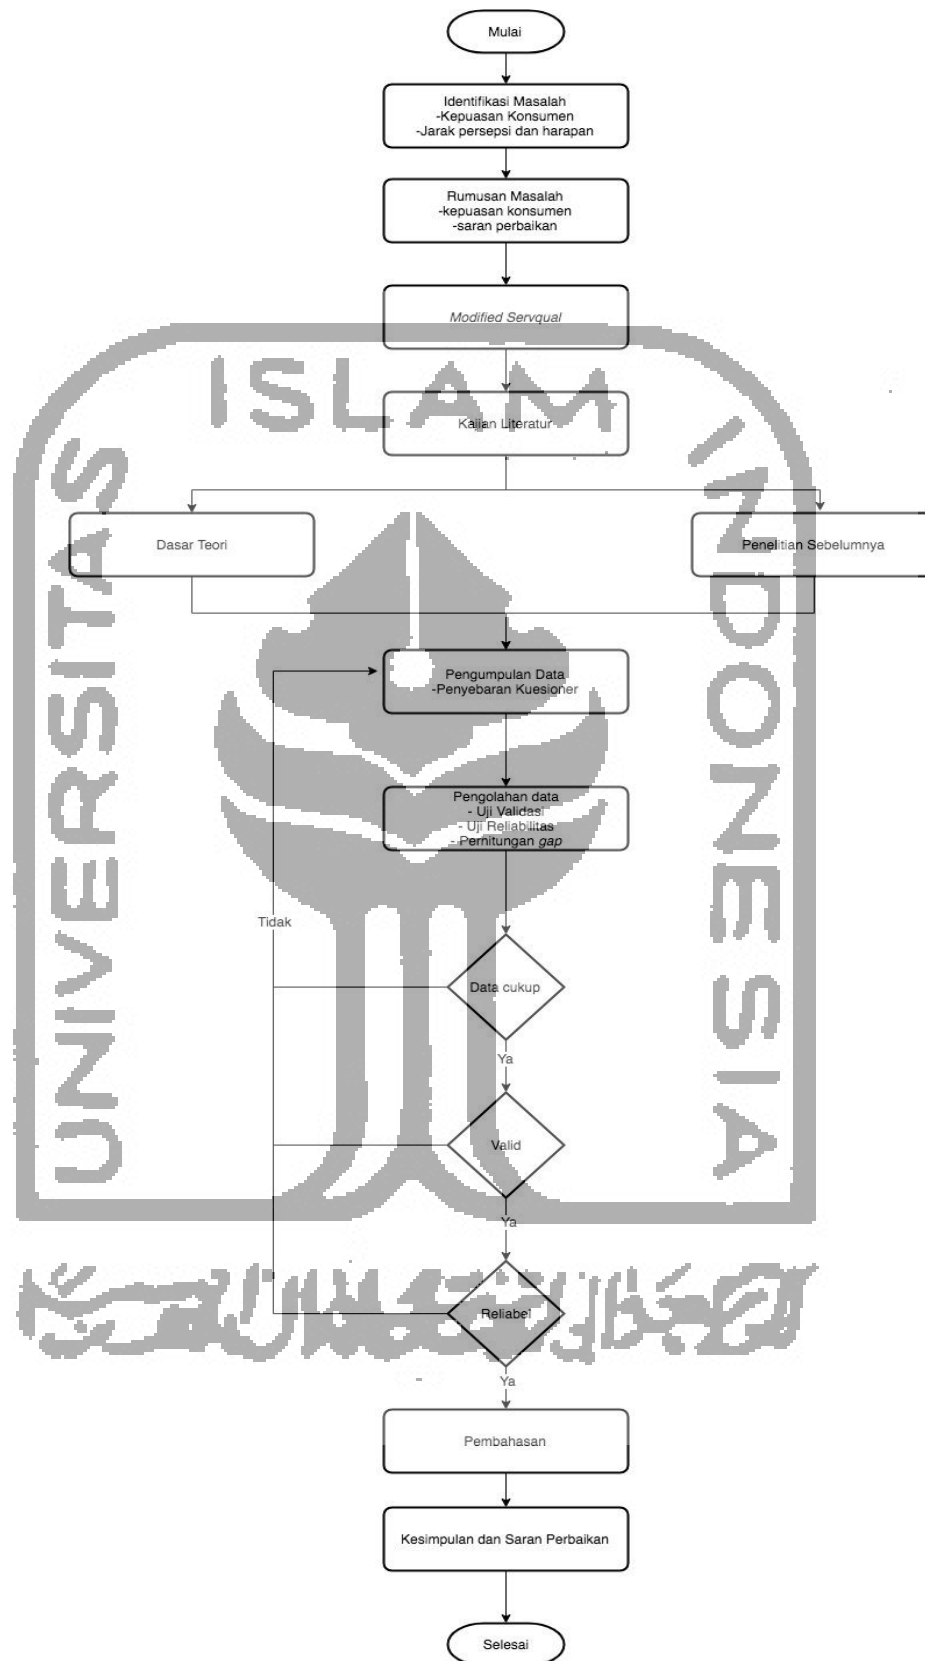 Mulai
Identifikasi Masalah
-Kepuasan Konsumen
-Jarak persepsi dan harapan
Rumusan Masalah
-kepuasan konsumen
-saran perbaikan
Modified Servqual
ISLAM
Kajian Literatur
UNIVERSITAS
INDONESIA
Dasar Teori
Penelitian Sebelumnya
Pengumpulan Data
-Penyebaran Kuesioner
Pengolahan data
- Uji Validasi
- Uji Reliabilitas
- Perhitungan gap
Tidak
Data cukup
Ya
Valid
Ya
Reliabel
Ya
Pembahasan
Kesimpulan dan Saran Perbaikan
Selesai